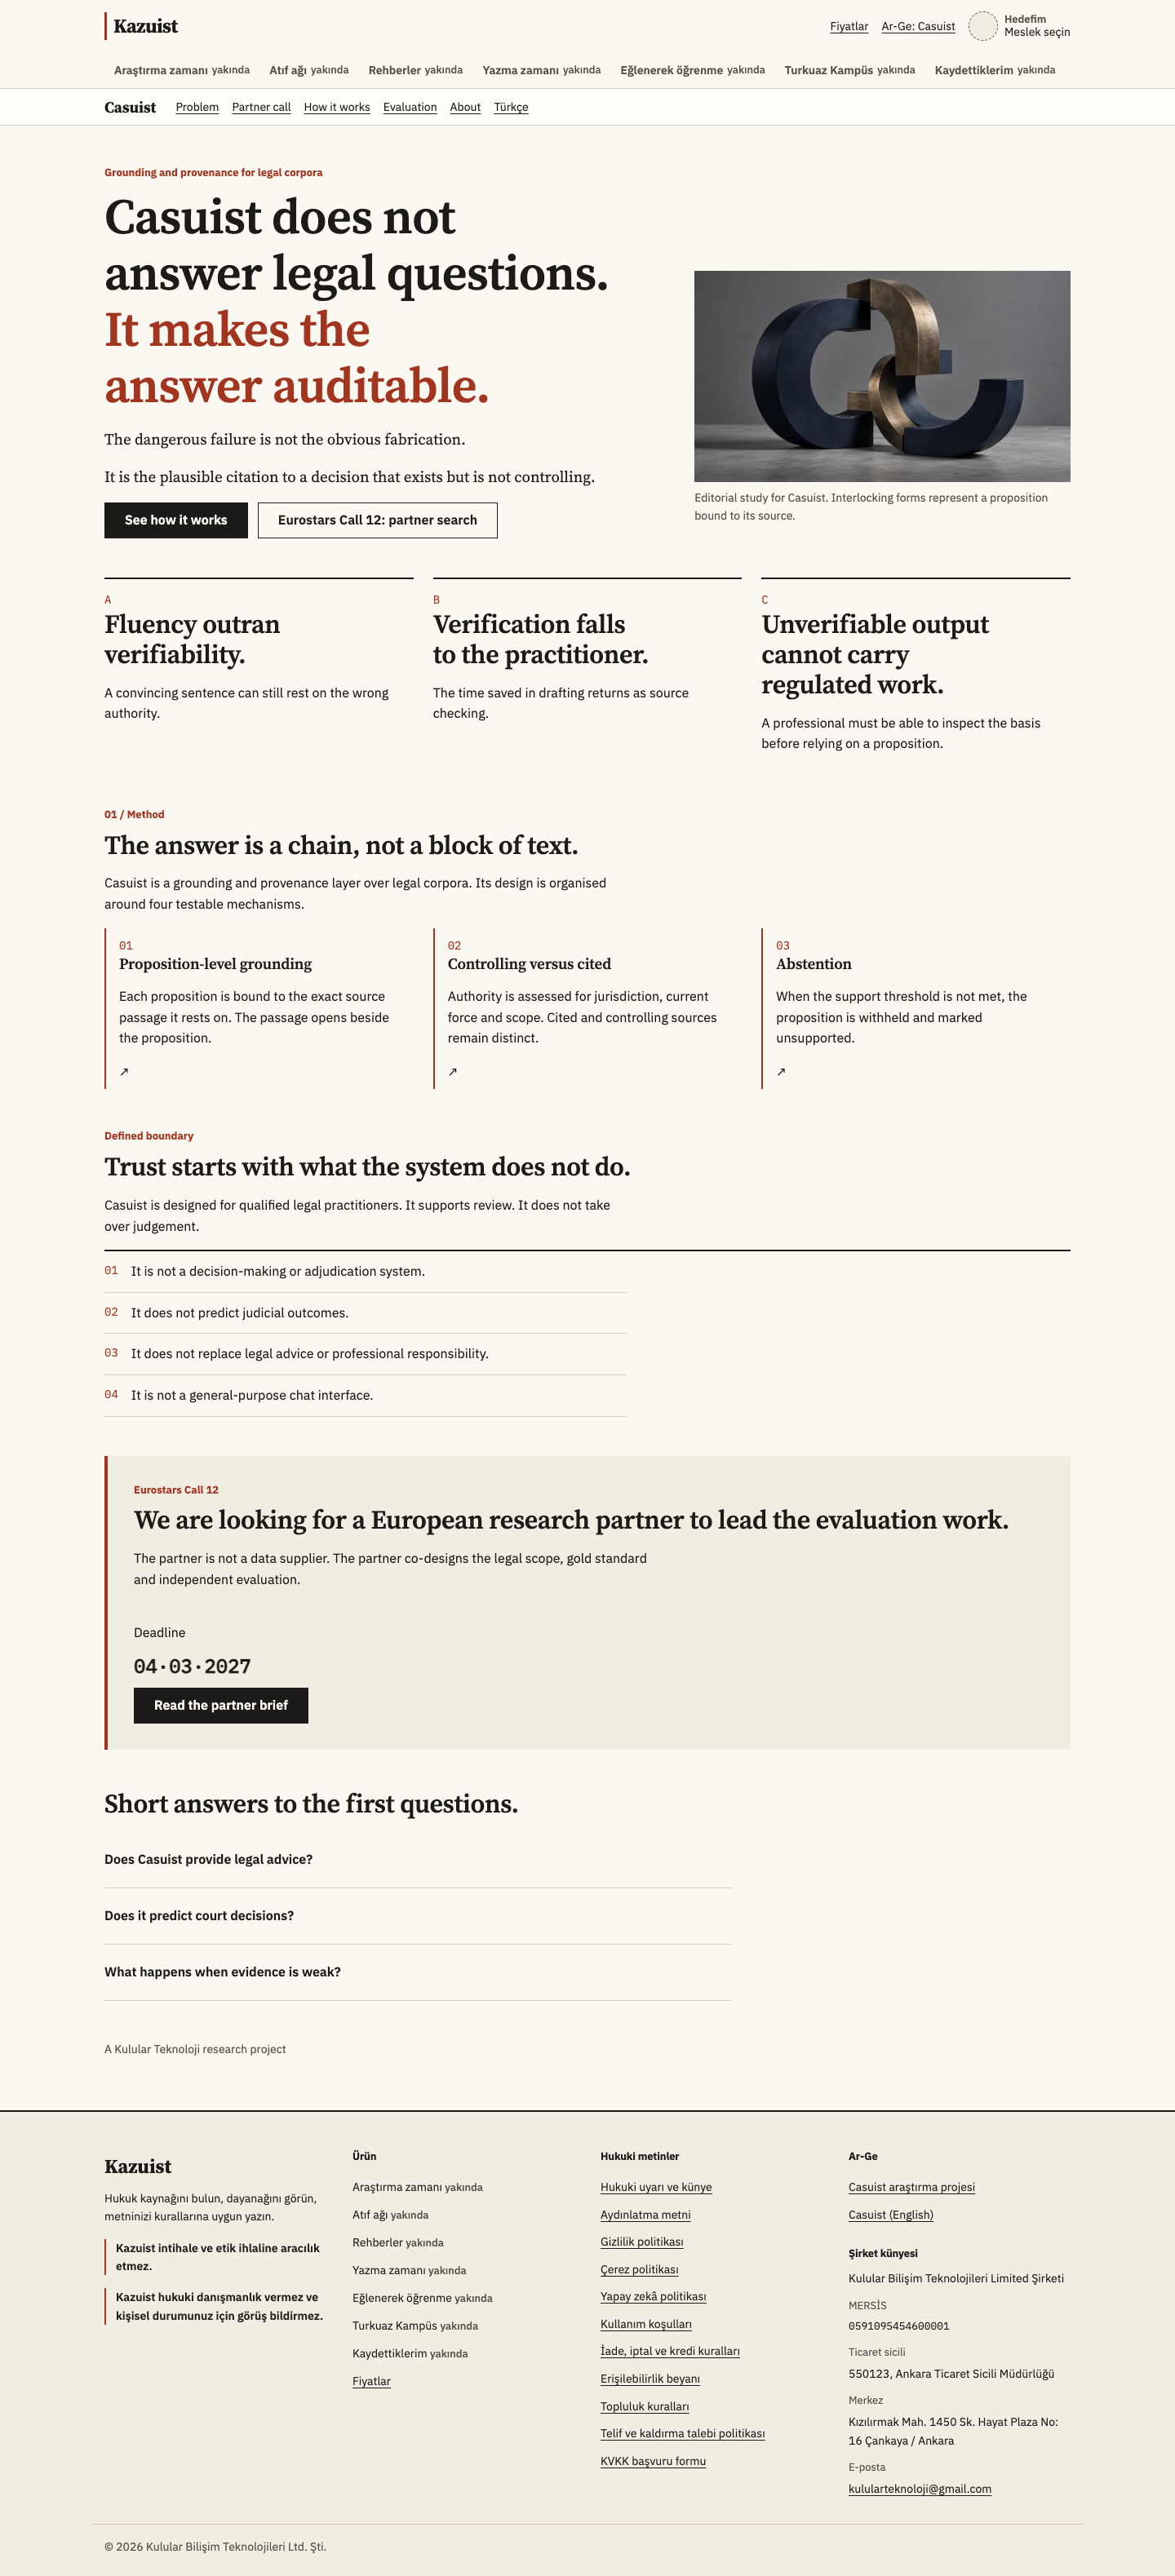 Kazuist
Fiyatlar Ar-Ge: Casuist Hedefim
Meslek seçin
Araştırma zamanı yakında Atıf ağı yakında Rehberler yakında Yazma zamanı yakında Eğlenerek öğrenme yakında Turkuaz Kampüs yakında Kaydettiklerim yakında
Casuist Problem Partner call How it works Evaluation About Türkçe
Grounding and provenance for legal corpora
Casuist does not
answer legal questions.
It makes the
answer auditable.
The dangerous failure is not the obvious fabrication.
It is the plausible citation to a decision that exists but is not controlling.
See how it works Eurostars Call 12: partner search
Editorial study for Casuist. Interlocking forms represent a proposition
bound to its source.
A
Fluency outran
verifiability.
A convincing sentence can still rest on the wrong
authority.
B
Verification falls
to the practitioner.
The time saved in drafting returns as source
checking.
C
Unverifiable output
cannot carry
regulated work.
A professional must be able to inspect the basis
before relying on a proposition.
01 / Method
The answer is a chain, not a block of text.
Casuist is a grounding and provenance layer over legal corpora. Its design is organised
around four testable mechanisms.
01
Proposition-level grounding
Each proposition is bound to the exact source
passage it rests on. The passage opens beside
the proposition.
↗
02
Controlling versus cited
Authority is assessed for jurisdiction, current
force and scope. Cited and controlling sources
remain distinct.
↗
03
Abstention
When the support threshold is not met, the
proposition is withheld and marked
unsupported.
↗
Defined boundary
Trust starts with what the system does not do.
Casuist is designed for qualified legal practitioners. It supports review. It does not take
over judgement.
01 It is not a decision-making or adjudication system.
02 It does not predict judicial outcomes.
03 It does not replace legal advice or professional responsibility.
04 It is not a general-purpose chat interface.
Eurostars Call 12
We are looking for a European research partner to lead the evaluation work.
The partner is not a data supplier. The partner co-designs the legal scope, gold standard
and independent evaluation.
Deadline
04·03·2027
Read the partner brief
Short answers to the first questions.
Does Casuist provide legal advice?
Does it predict court decisions?
What happens when evidence is weak?
A Kulular Teknoloji research project
Kazuist
Hukuk kaynağını bulun, dayanağını görün,
metninizi kurallarına uygun yazın.
Kazuist intihale ve etik ihlaline aracılık
etmez.
Kazuist hukuki danışmanlık vermez ve
kişisel durumunuz için görüş bildirmez.
Ürün
Araştırma zamanı yakında
Atıf ağı yakında
Rehberler yakında
Yazma zamanı yakında
Eğlenerek öğrenme yakında
Turkuaz Kampüs yakında
Kaydettiklerim yakında
Fiyatlar
Hukuki metinler
Hukuki uyarı ve künye
Aydınlatma metni
Gizlilik politikası
Çerez politikası
Yapay zekâ politikası
Kullanım koşulları
İade, iptal ve kredi kuralları
Erişilebilirlik beyanı
Topluluk kuralları
Telif ve kaldırma talebi politikası
KVKK başvuru formu
Ar-Ge
Casuist araştırma projesi
Casuist (English)
Şirket künyesi
Kulular Bilişim Teknolojileri Limited Şirketi
MERSİS
0591095454600001
Ticaret sicili
550123, Ankara Ticaret Sicili Müdürlüğü
Merkez
Kızılırmak Mah. 1450 Sk. Hayat Plaza No:
16 Çankaya / Ankara
E-posta
kulularteknoloji@gmail.com
© 2026 Kulular Bilişim Teknolojileri Ltd. Şti.